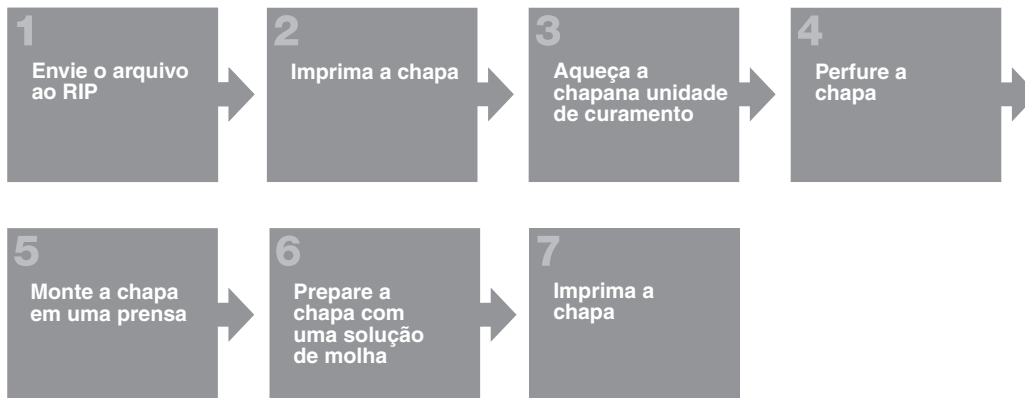 1
Envie o arquivo
ao RIP
2
Imprima a chapa
3
Aqueça a
chapana unidade
de curamento
4
Perfure a
chapa
5
Monte a chapa
em uma prensa
6
Prepare a
chapa com
uma solução
de molha
7
Imprima a
chapa